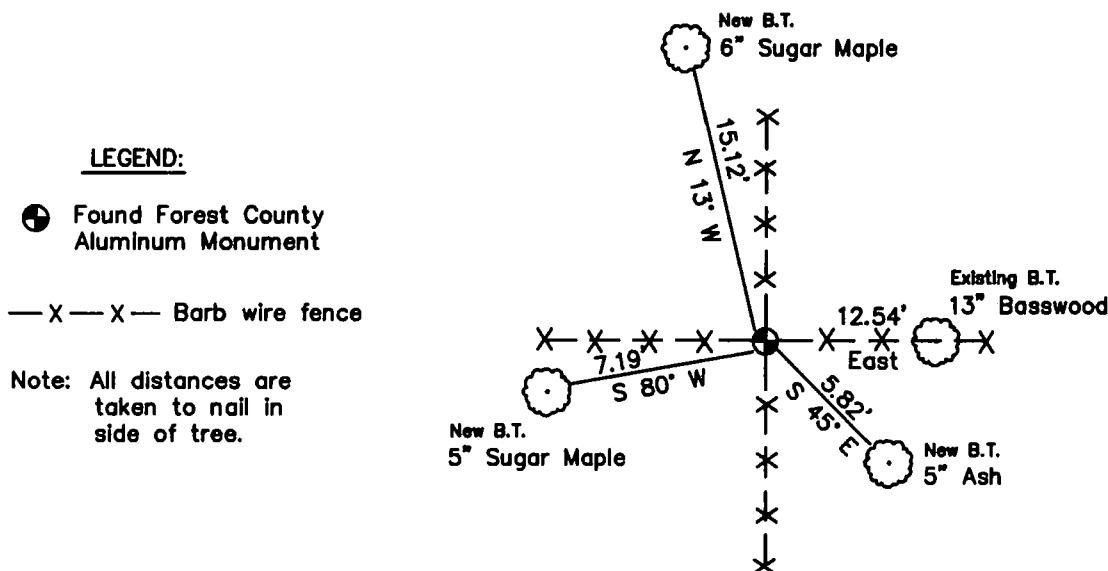 LEGEND:
Found Forest County
Aluminum Monument
—X—X— Barb wire fence
Note: All distances are
taken to nail in
side of tree.
New B.T.
6" Sugar Maple
15.12'
N 13° W
Existing B.T.
13" Basswood
12.54'
East
7.19'
S 80° W
New B.T.
5" Sugar Maple
5.82'
S 45° E
New B.T.
5" Ash